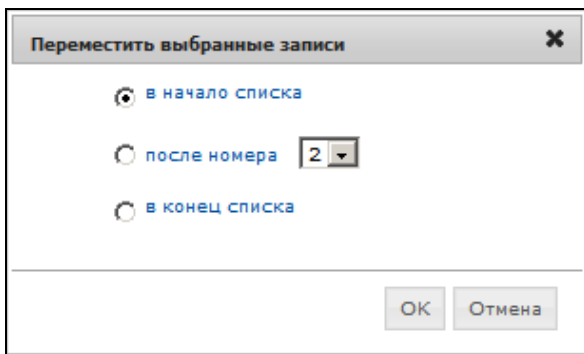 Переместить выбранные записи
в начало списка
после номера 2
в конец списка
OK Отмена